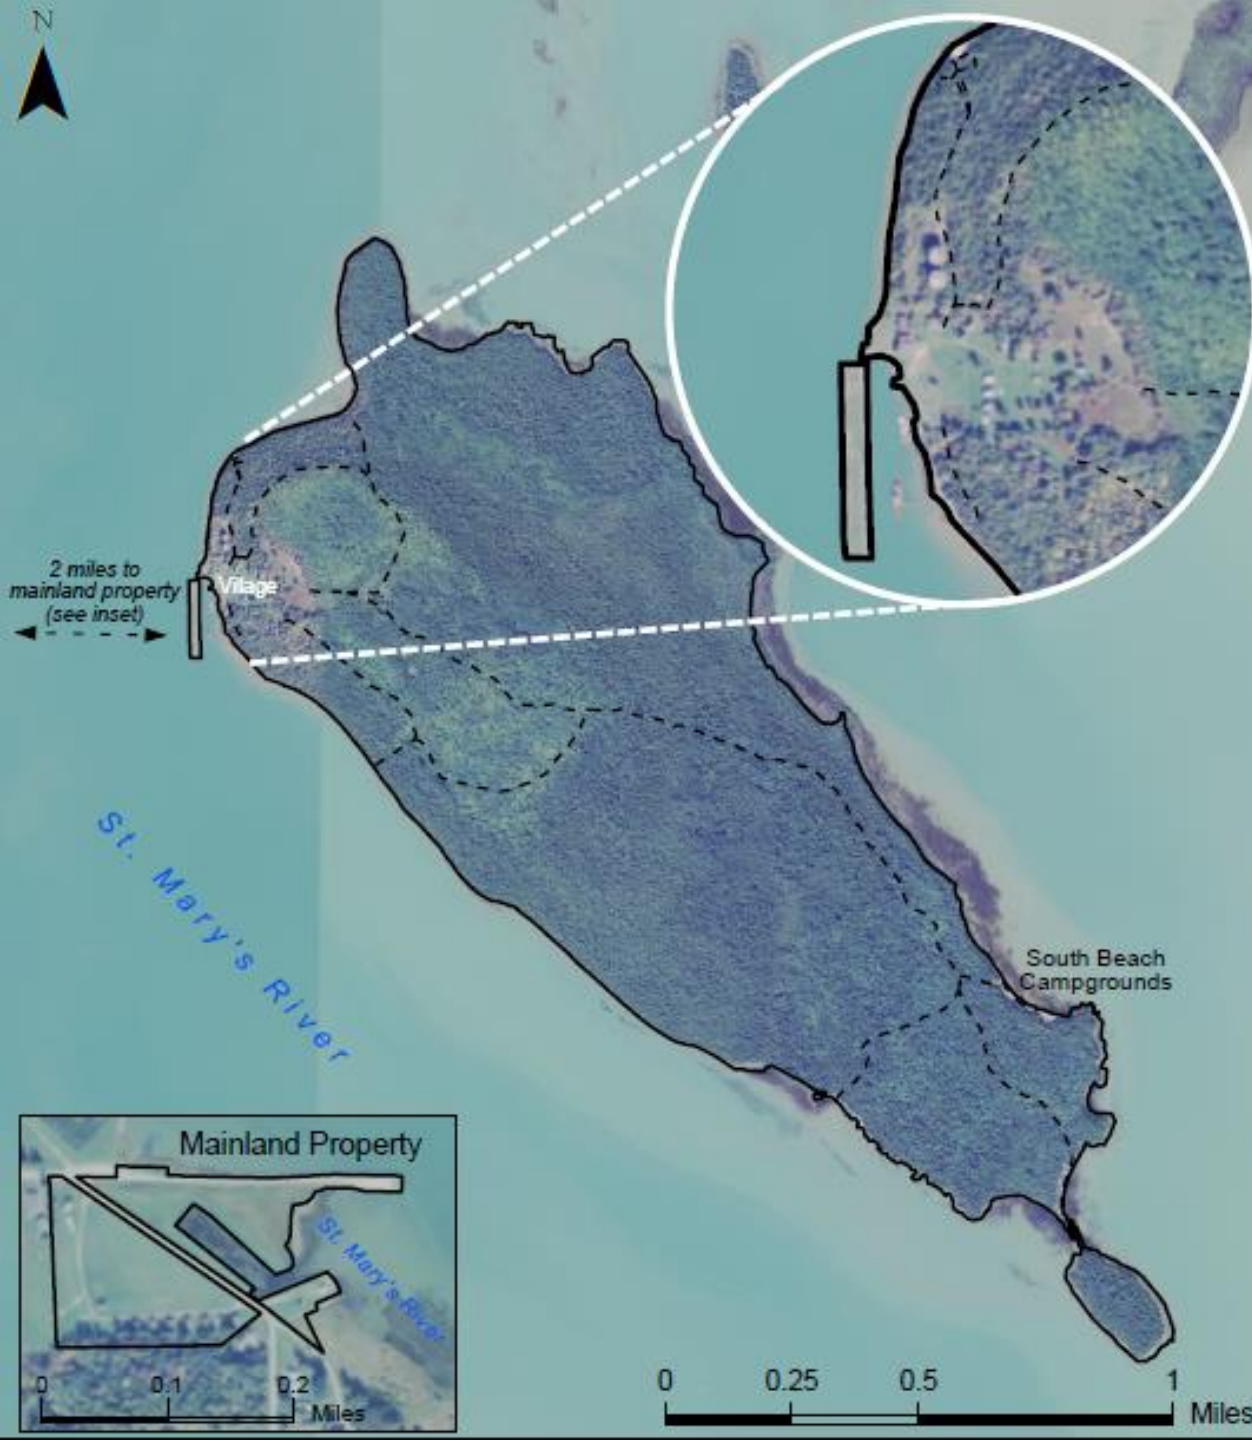 N
2 miles to
mainland property
(see inset)
Village
St. Mary's River
South Beach
Campgrounds
Mainland Property
St. Mary's River
0 0.1 0.2
Miles
0 0.25 0.5 1
Miles